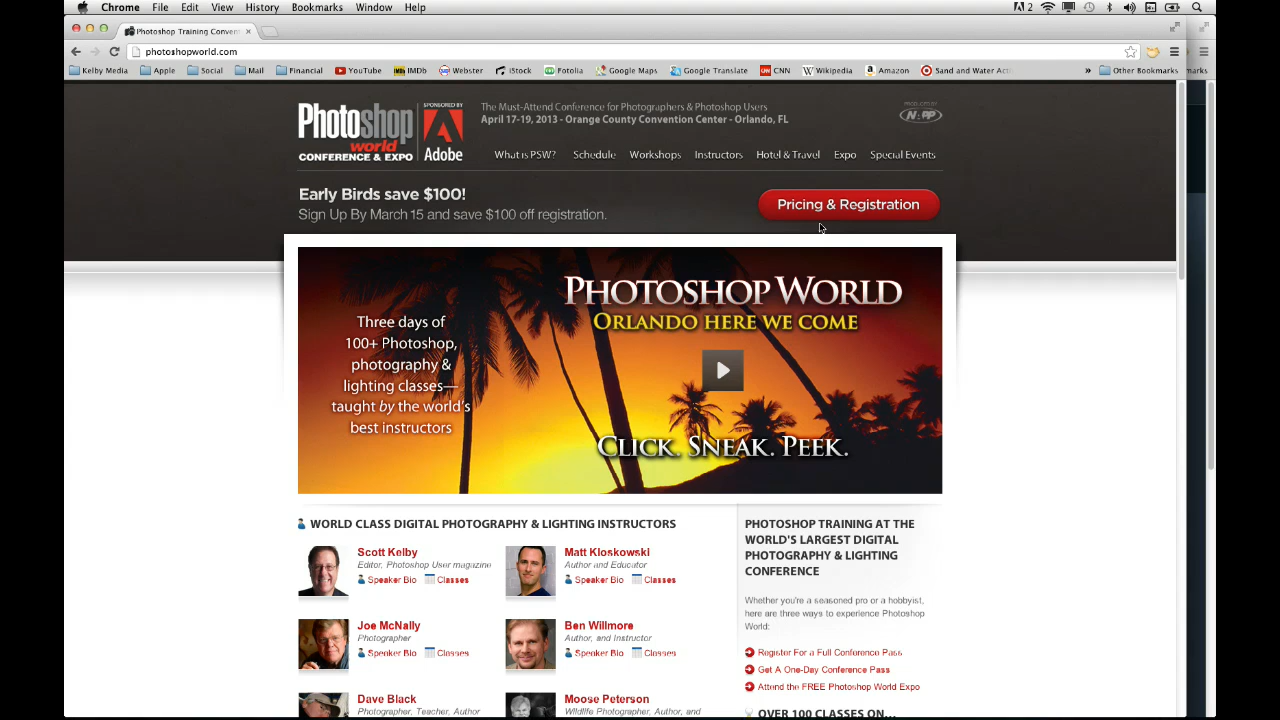 Chrome File Edit View History Bookmarks Window Help
2
Photoshop Training Conven
photoshopworld.com
Kelby Media Apple Social Mail Financial YouTube IMDb Webster iStock Fotolia Google Maps Google Translate CNN Wikipedia Amazon Sand and Water Acti » Other Bookmarks
Photoshop world
CONFERENCE & EXPO
SPONSORED BY
Adobe
The Must-Attend Conference for Photographers & Photoshop Users
April 17-19, 2013 - Orange County Convention Center - Orlando, FL
PRODUCED BY
NAPP
What is PSW? Schedule Workshops Instructors Hotel & Travel Expo Special Events
Early Birds save $100!
Sign Up By March 15 and save $100 off registration.
Pricing & Registration
Three days of
100+ Photoshop,
photography &
lighting classes—
taught by the world's
best instructors
PHOTOSHOP WORLD
ORLANDO HERE WE COME
CLICK. SNEAK. PEEK.
WORLD CLASS DIGITAL PHOTOGRAPHY & LIGHTING INSTRUCTORS
Scott Kelby
Editor, Photoshop User magazine
Speaker Bio Classes
Matt Kloskowski
Author and Educator
Speaker Bio Classes
Joe McNally
Photographer
Speaker Bio Classes
Ben Willmore
Author, and Instructor
Speaker Bio Classes
Dave Black
Photographer, Teacher, Author
Moose Peterson
Wildlife Photographer, Author, and
PHOTOSHOP TRAINING AT THE
WORLD'S LARGEST DIGITAL
PHOTOGRAPHY & LIGHTING
CONFERENCE
Whether you're a seasoned pro or a hobbyist,
here are three ways to experience Photoshop
World:
Register For a Full Conference Pass
Get A One-Day Conference Pass
Attend the FREE Photoshop World Expo
OVER 100 CLASSES ON...